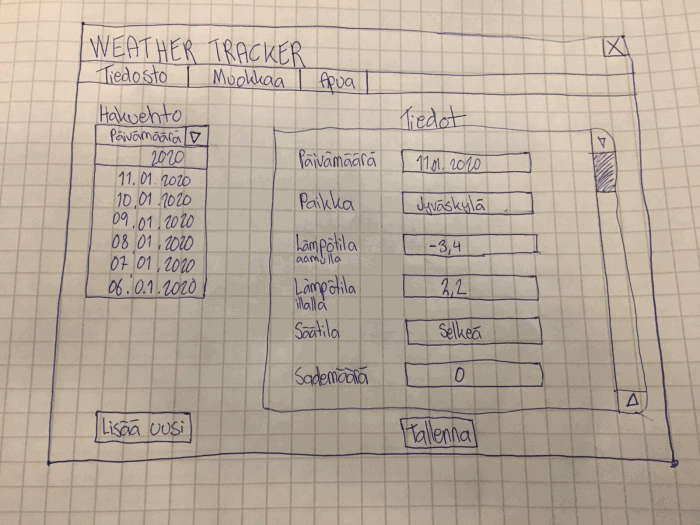 WEATHER TRACKER X
Tiedosto Muokkaa Apua
Hakuehto
Päivämäärä
2020
11.01.2020
10.01.2020
09.01.2020
08.01.2020
07.01.2020
06.0.1.2020
Lisää uusi
Tiedot
Päivämäärä 11.01.2020
Paikka Jyväskylä
Lämpötila
aamulla -3,4
Lämpötila
illalla 2,2
Säätila Selkeä
Sademäärä 0
Tallenna